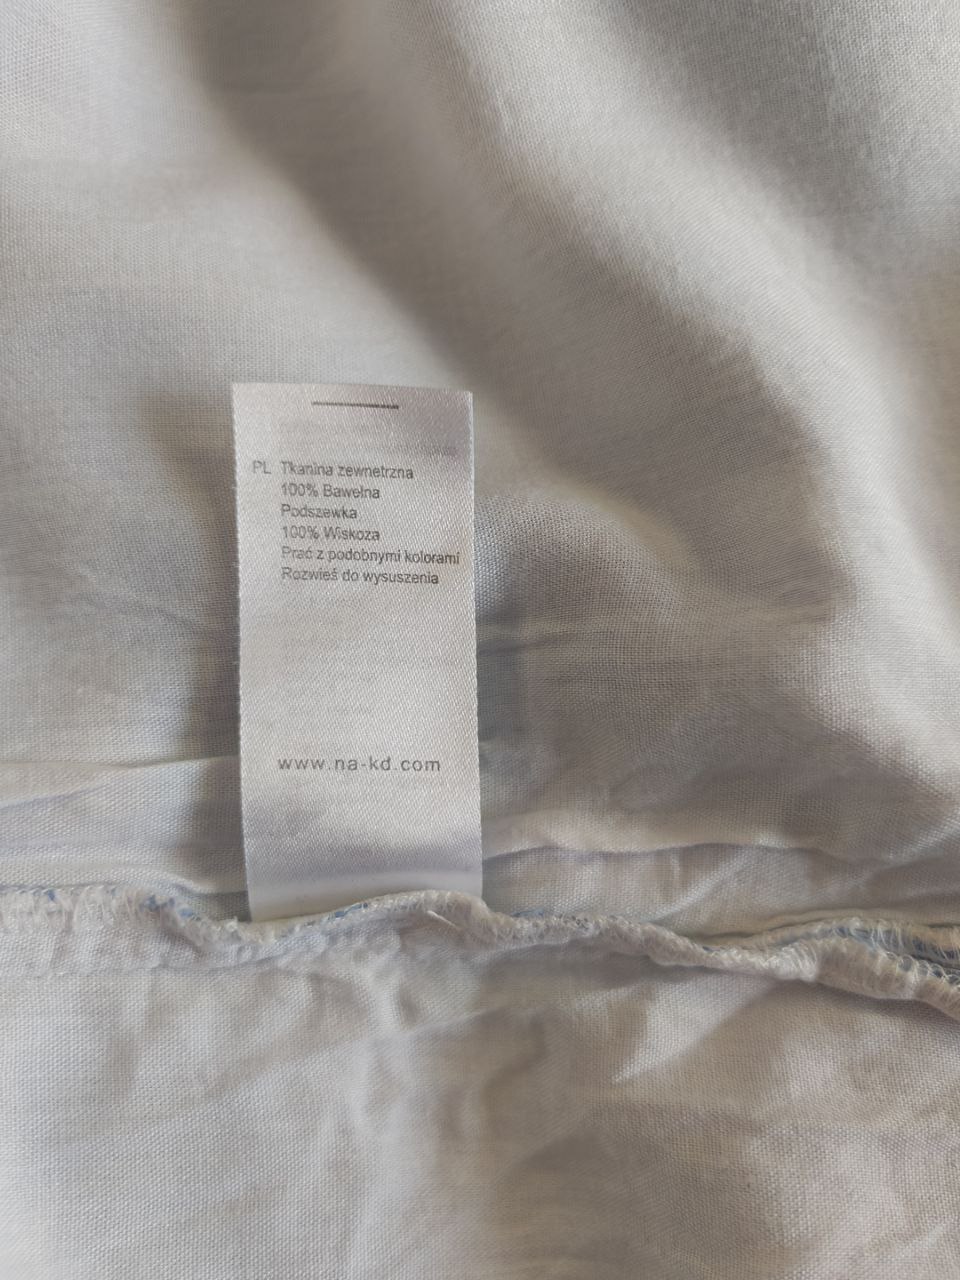 PL Tkanina zewnetrzna
100% Bawełna
Podszewka
100% Wiskoza
Prać z podobnymi kolorami
Rozwieś do wysuszenia
www.na-kd.com